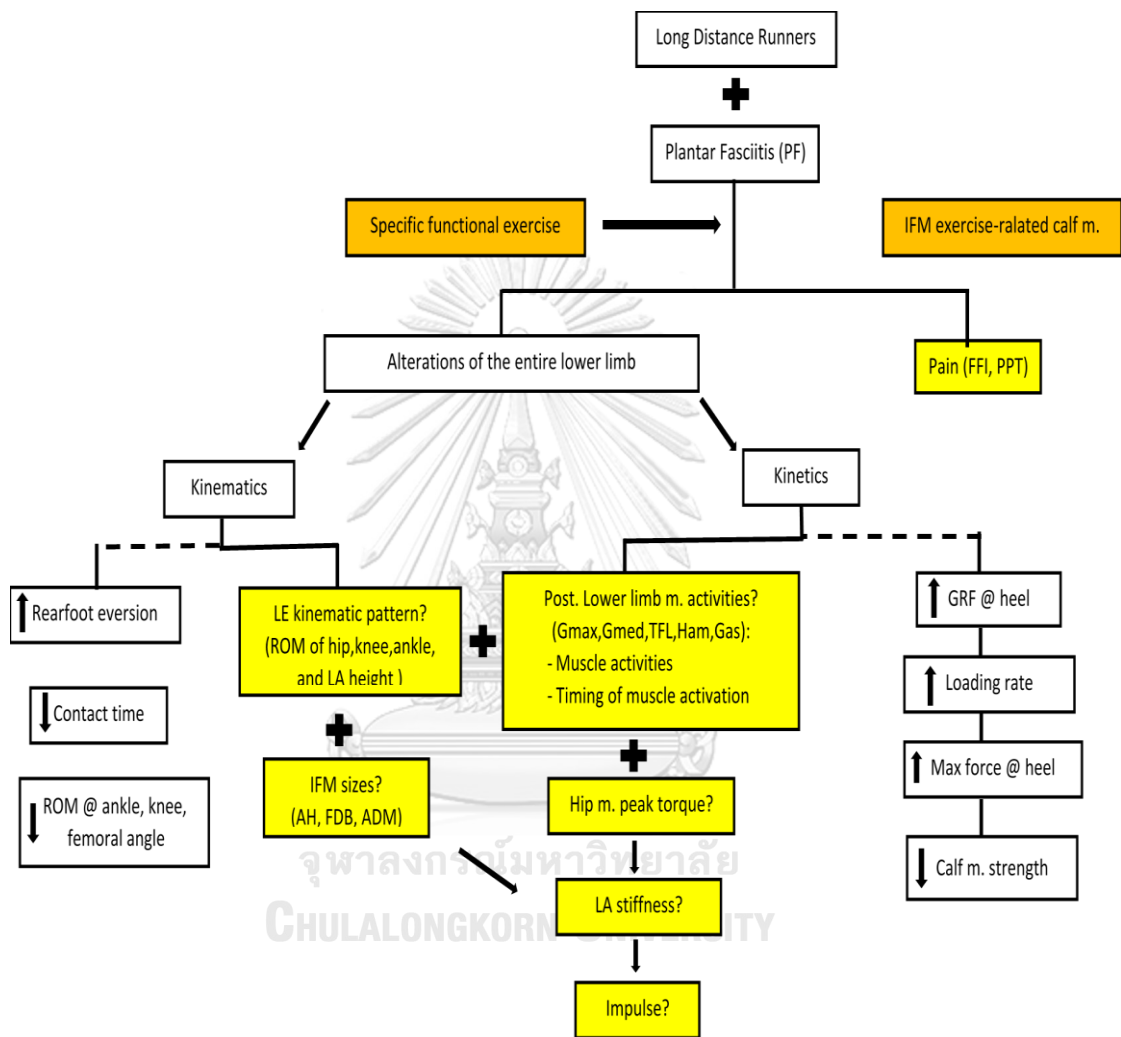 Long Distance Runners
Plantar Fasciitis (PF)
Specific functional exercise
IFM exercise-ralated calf m.
Alterations of the entire lower limb
Pain (FFI, PPT)
Kinematics
Kinetics
Rearfoot eversion
LE kinematic pattern?
(ROM of hip,knee,ankle,
and LA height )
Post. Lower limb m. activities?
(Gmax,Gmed,TFL,Ham,Gas):
- Muscle activities
- Timing of muscle activation
GRF @ heel
Contact time
Loading rate
ROM @ ankle, knee,
femoral angle
IFM sizes?
(AH, FDB, ADM)
Hip m. peak torque?
Max force @ heel
Calf m. strength
จุฬาลงกรณ์มหาวิทยาลัย
LA stiffness?
CHULALONGKORN UNIVERSITY
Impulse?